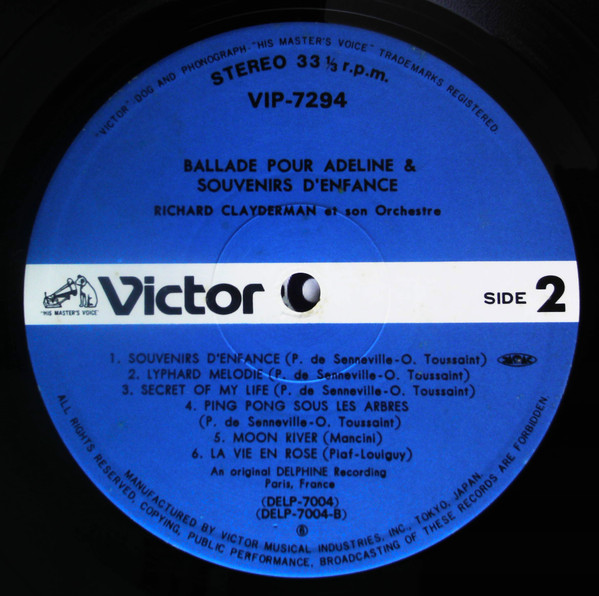 "VICTOR" DOG AND PHONOGRAPH-"HIS MASTER'S VOICE" TRADEMARKS REGISTERED.
STEREO 33 ⅓ r.p.m.
VIP-7294
BALLADE POUR ADELINE &
SOUVENIRS D'ENFANCE
RICHARD CLAYDERMAN et son Orchestre
"HIS MASTER'S VOICE"
Victor
SIDE 2
1. SOUVENIRS D'ENFANCE (P. de Senneville-O. Toussaint)
2. LYPHARD MELODIE (P. de Senneville-O. Toussaint)
3. SECRET OF MY LIFE (P. de Senneville-O. Toussaint)
4. PING PONG SOUS LES ARBRES
(P. de Senneville-O. Toussaint)
5. MOON RIVER (Mancini)
6. LA VIE EN ROSE (Piaf-Louiguy)
An original DELPHINE Recording
Paris, France
(DELP-7004)
(DELP-7004-B)
MANUFACTURED BY VICTOR MUSICAL INDUSTRIES, INC., TOKYO, JAPAN.
ALL RIGHTS RESERVED, COPYING, PUBLIC PERFORMANCE, BROADCASTING OF THESE RECORDS ARE FORBIDDEN.